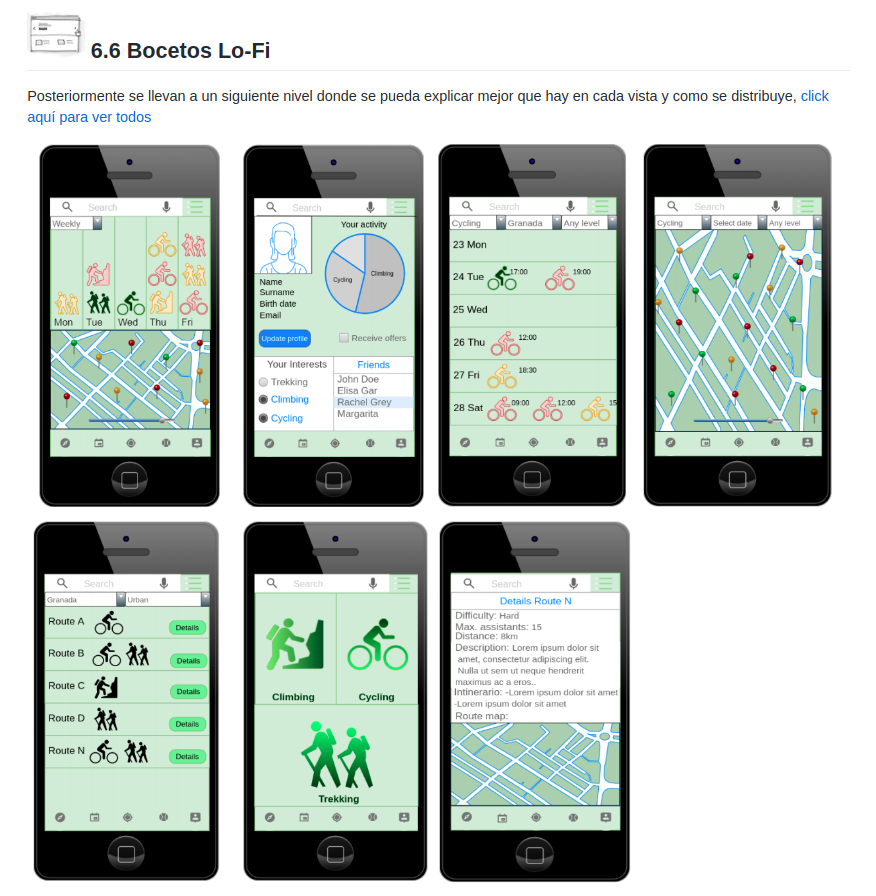 6.6 Bocetos Lo-Fi
Posteriormente se llevan a un siguiente nivel donde se pueda explicar mejor que hay en cada vista y como se distribuye, click
aquí para ver todos
Search
Weekly
Mon Tue Wed Thu Fri
Search
Your activity
Cycling Climbing
Name
Surname
Birth date
Email
Update profile Receive offers
Your Interests Friends
Trekking
Climbing
Cycling
John Doe
Elisa Gar
Rachel Grey
Margarita
Search
Cycling Granada Any level
23 Mon
24 Tue 17:00 19:00
25 Wed
26 Thu 12:00
27 Fri 18:30
28 Sat 09:00 12:00 15
Search
Cycling Select date Any level
Search
Granada Urban
Route A Details
Route B Details
Route C Details
Route D Details
Route N Details
Search
Climbing Cycling
Trekking
Search
Details Route N
Difficulty: Hard
Max. assistants: 15
Distance: 8km
Description: Lorem ipsum dolor sit
amet, consectetur adipiscing elit.
Nulla ut sem ut neque hendrerit
maximus ac a eros..
Intinerario: -Lorem ipsum dolor sit amet
-Lorem ipsum dolor sit amet
Route map: